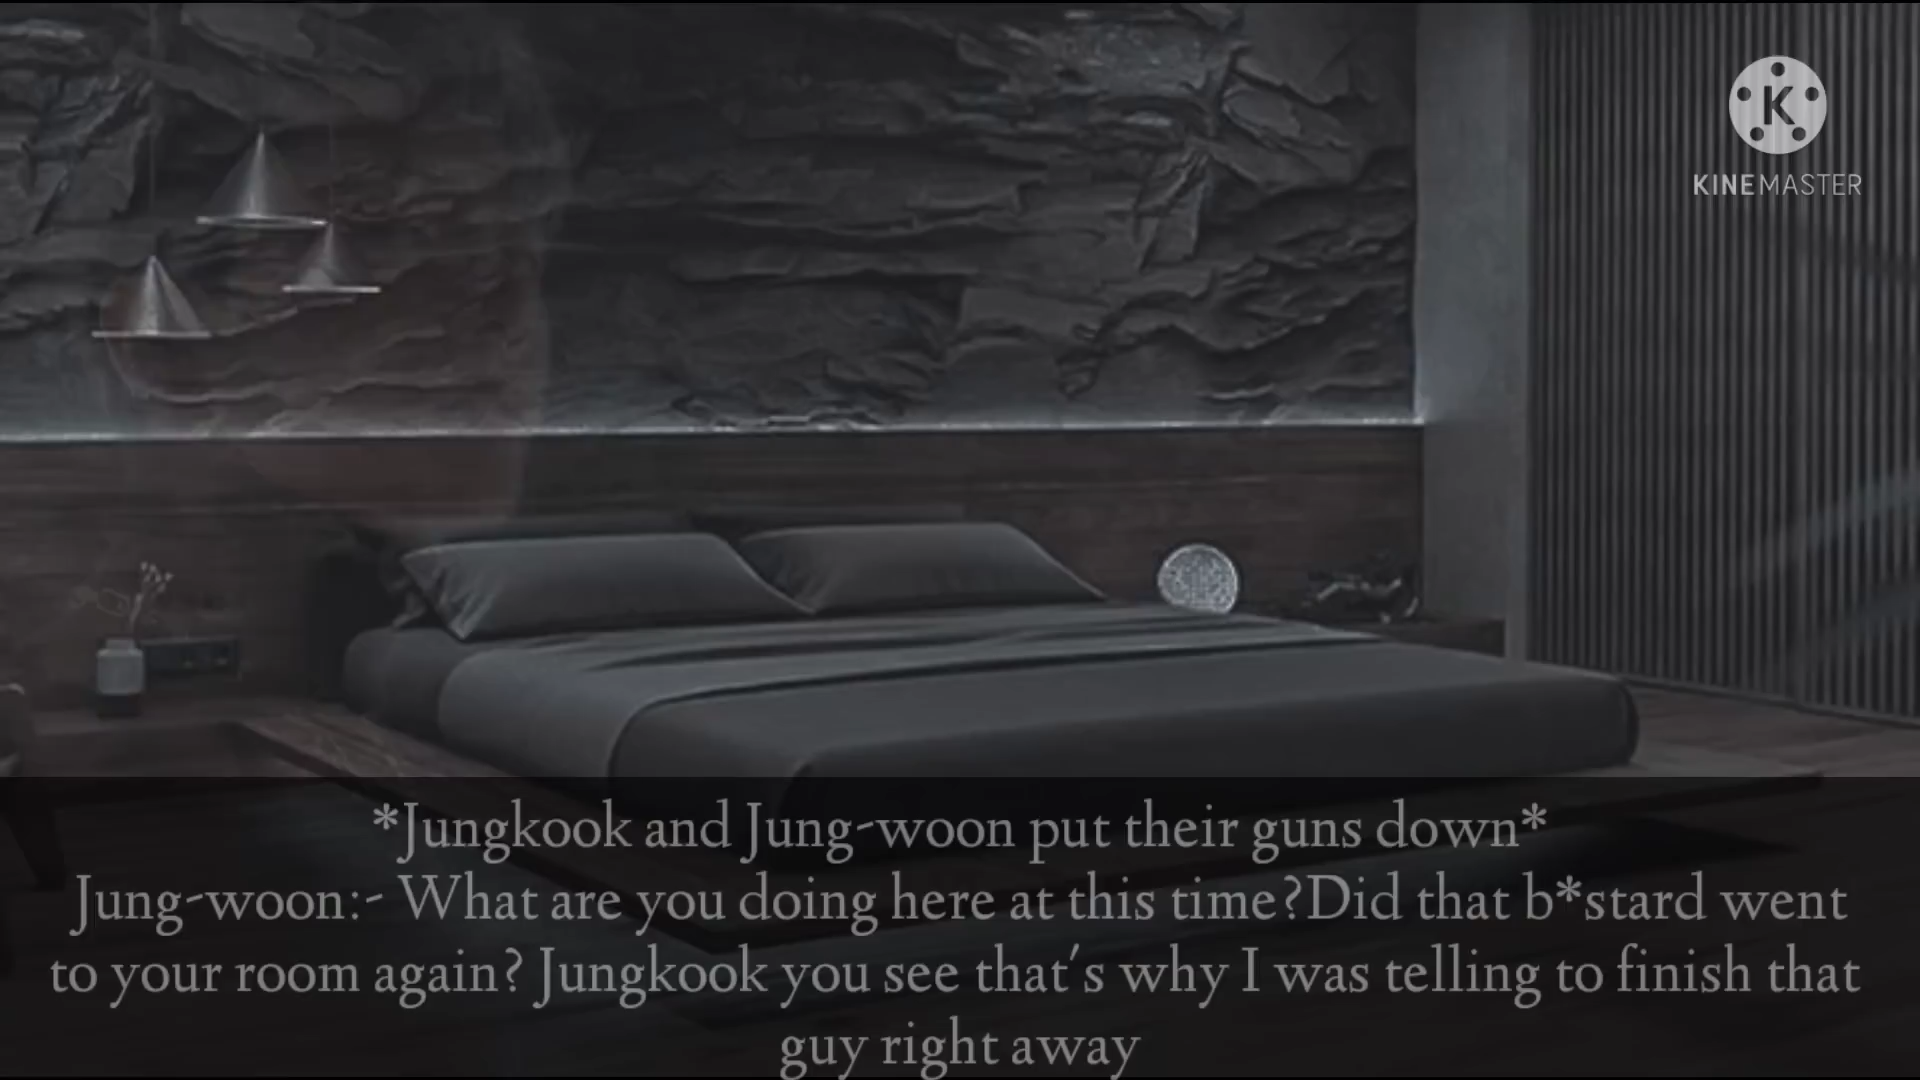 K
KINEMASTER
*Jungkook and Jung-woon put their guns down*
Jung-woon:- What are you doing here at this time?Did that b*stard went
to your room again? Jungkook you see that's why I was telling to finish that
guy right away